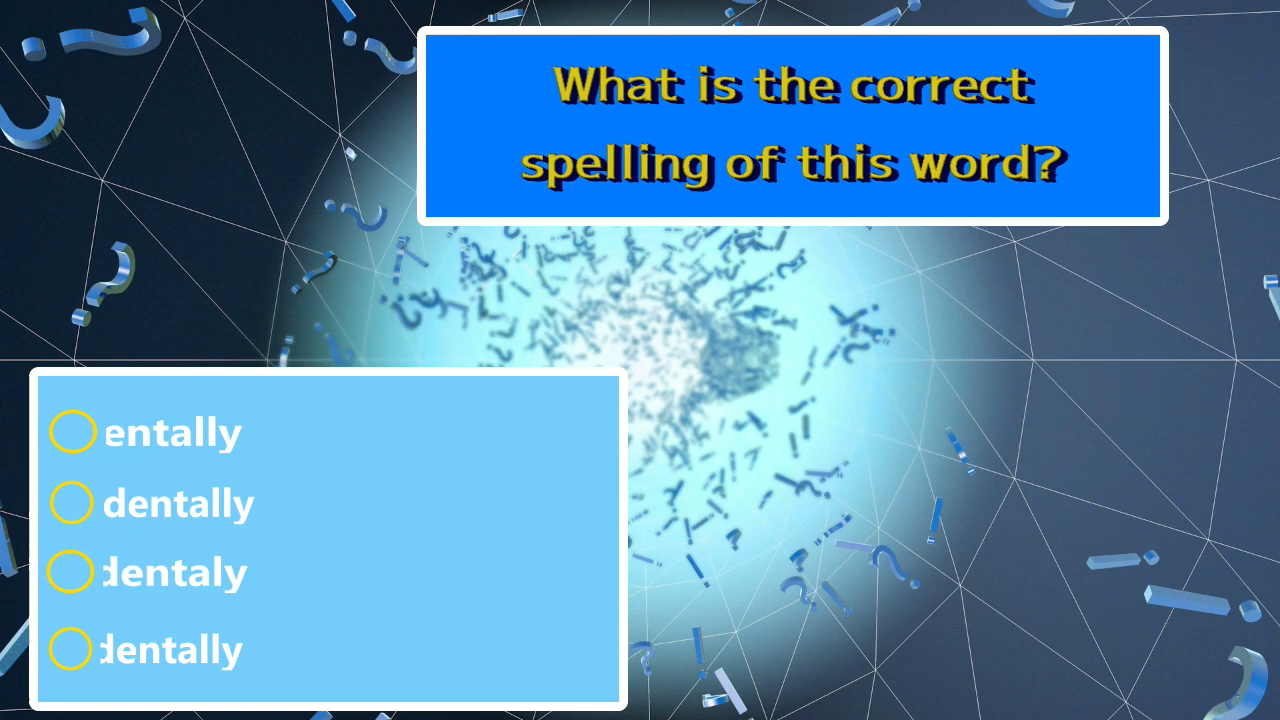 What is the correct
spelling of this word?
entally
dentally
dentaly
dentally